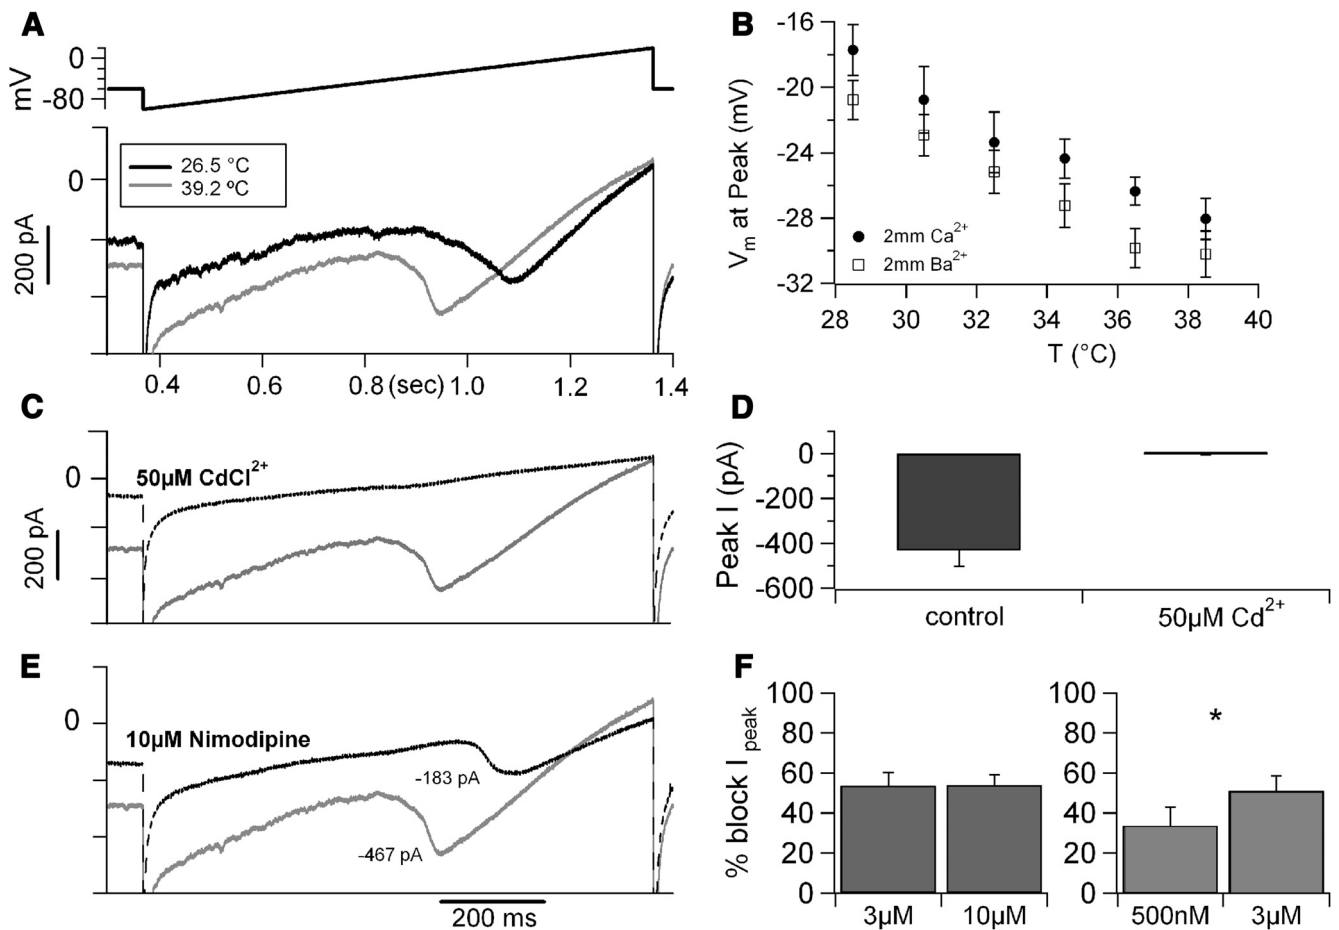 A
mV
0
-80
26.5 °C
39.2 ºC
0
200 pA
0.4
0.6
0.8 (sec) 1.0
1.2
1.4
B
Vm at Peak (mV)
-16
-20
-24
-28
-32
2mm Ca2+
2mm Ba2+
28
30
32
34
36
38
40
T (°C)
C
0
50µM CdCl2+
200 pA
D
Peak I (pA)
0
-200
-400
-600
control
50µM Cd2+
E
0
10µM Nimodipine
-183 pA
-467 pA
200 ms
F
% block Ipeak
100
80
60
40
20
0
3µM
10µM
100
80
60
40
20
0
*
500nM
3µM